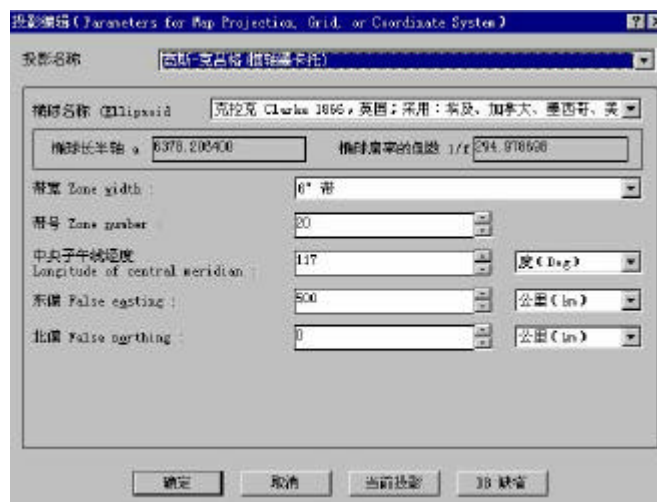 投影编辑(Parameters for Map Projection, Grid, or Coordinate System)
投影名称 高斯-克吕格(横轴墨卡托)
椭球名称(Ellipsoid 克拉克 Clarke 1866,英国;采用:埃及、加拿大、墨西哥、美
椭球长半轴 a 6378.206400 椭球扁率的倒数 1/f 294.978698
带宽 Zone width : 6° 带
带号 Zone number : 20
中央子午线经度 117 度(Deg)
Longitude of central meridian :
东偏 False easting : 500 公里(km)
北偏 False northing : 0 公里(km)
确定 取消 当前投影 DB 缺省